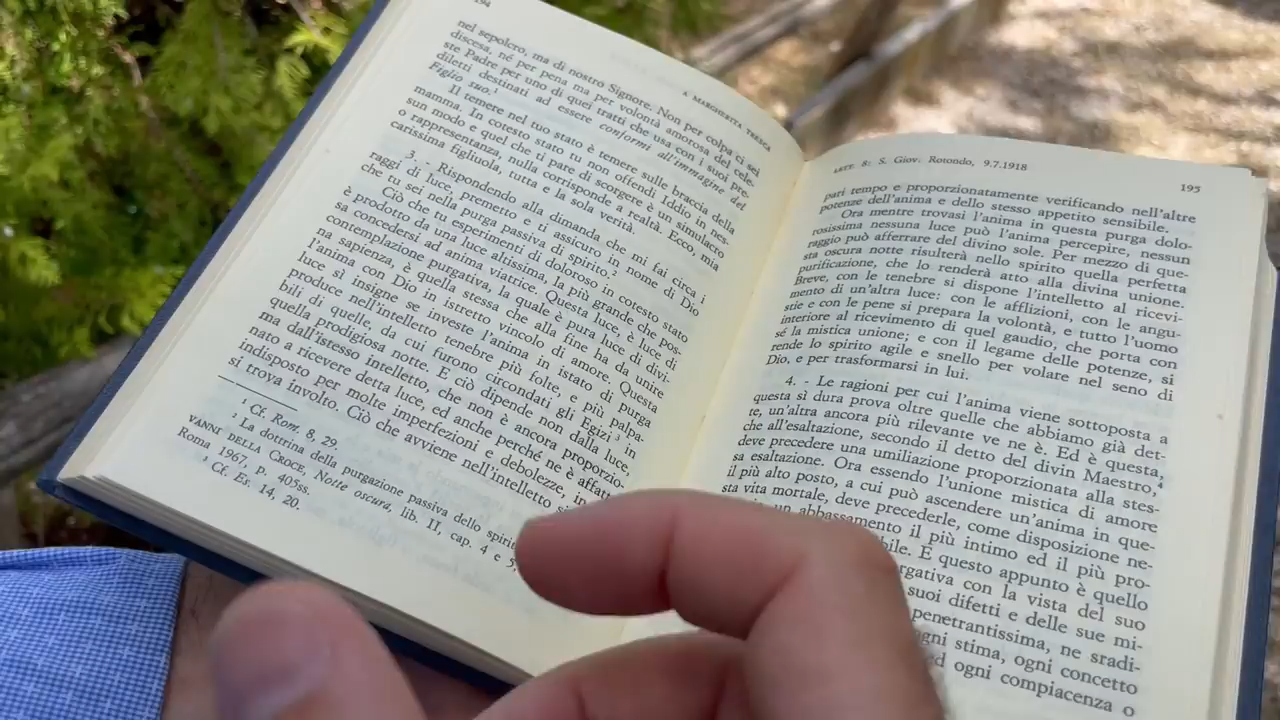 194
A MARGHERITA TRESCA
nel sepolcro, ma di nostro Signore. Non per colpa ci sei
discesa, né per pena ma per volontà amorosa del cele-
ste Padre per uno di quei tratti che usa con i suoi pre-
diletti destinati ad essere conformi all'immagine del
Figlio suo.¹
Il temere nel tuo stato è temere sulle braccia della
mamma. In cotesto stato tu non offendi Iddio in nes-
sun modo e quel che ti pare di scorgere è un simulacro
o rappresentanza, nulla corrisponde a realtà. Ecco, mia
carissima figliuola, tutta e la sola verità.
3. - Rispondendo alla dimanda che mi fai circa i
raggi di luce, premetto e ti assicuro in nome di Dio
che tu sei nella purga passiva di spirito.²
Ciò che tu esperimenti di doloroso in cotesto stato
è prodotto da una luce altissima, la più grande che pos-
sa concedersi ad anima viatrice. Questa luce, è luce di
contemplazione purgativa, la quale è pura luce di divi-
na sapienza, è quella stessa che alla fine ha da unire
l'anima con Dio in istretto vincolo di amore. Questa
luce sì insigne se investe l'anima in istato di purga
produce nell'intelletto tenebre più folte, e più palpa-
bili di quelle, da cui furono circondati gli Egizi ³ in
quella prodigiosa notte. E ciò dipende non dalla luce,
ma dall'istesso intelletto, che non è ancora proporzio-
nato a ricevere detta luce, ed anche perché ne è affatto
indisposto per molte imperfezioni e debolezze, in
si trova involto. Ciò che avviene nell'intelletto si
¹ Cf. Rom. 8, 29.
² La dottrina della purgazione passiva dello spirito
VANNI DELLA CROCE, Notte oscura, lib. II, cap. 4 e 5,
Roma 1967, p. 405ss.
³ Cf. Es. 14, 20.
LETT. 8: S. Giov. Rotondo, 9.7.1918
195
pari tempo e proporzionatamente verificando nell'altre
potenze dell'anima e dello stesso appetito sensibile.
Ora mentre trovasi l'anima in questa purga dolo-
rosissima nessuna luce può l'anima percepire, nessun
raggio può afferrare del divino sole. Per mezzo di que-
sta oscura notte risulterà nello spirito quella perfetta
purificazione, che lo renderà atto alla divina unione.
Breve, con le tenebre si dispone l'intelletto al ricevi-
mento di un'altra luce: con le afflizioni, con le angu-
stie e con le pene si prepara la volontà, e tutto l'uomo
interiore al ricevimento di quel gaudio, che porta con
sé la mistica unione; e con il legame delle potenze, si
rende lo spirito agile e snello per volare nel seno di
Dio, e per trasformarsi in lui.
4. - Le ragioni per cui l'anima viene sottoposta a
questa sì dura prova oltre quelle che abbiamo già det-
te, un'altra ancora più rilevante ve ne è. Ed è questa,
che all'esaltazione, secondo il detto del divin Maestro,⁴
deve precedere una umiliazione proporzionata alla stes-
sa esaltazione. Ora essendo l'unione mistica di amore
il più alto posto, a cui può ascendere un'anima in que-
sta vita mortale, deve precederle, come disposizione ne-
un abbassamento il più intimo ed il più pro-
bile. E questo appunto è quello
rgativa con la vista del suo
suoi difetti e delle sue mi-
penetrantissima, ne sradi-
ogni stima, ogni concetto
ed ogni compiacenza o